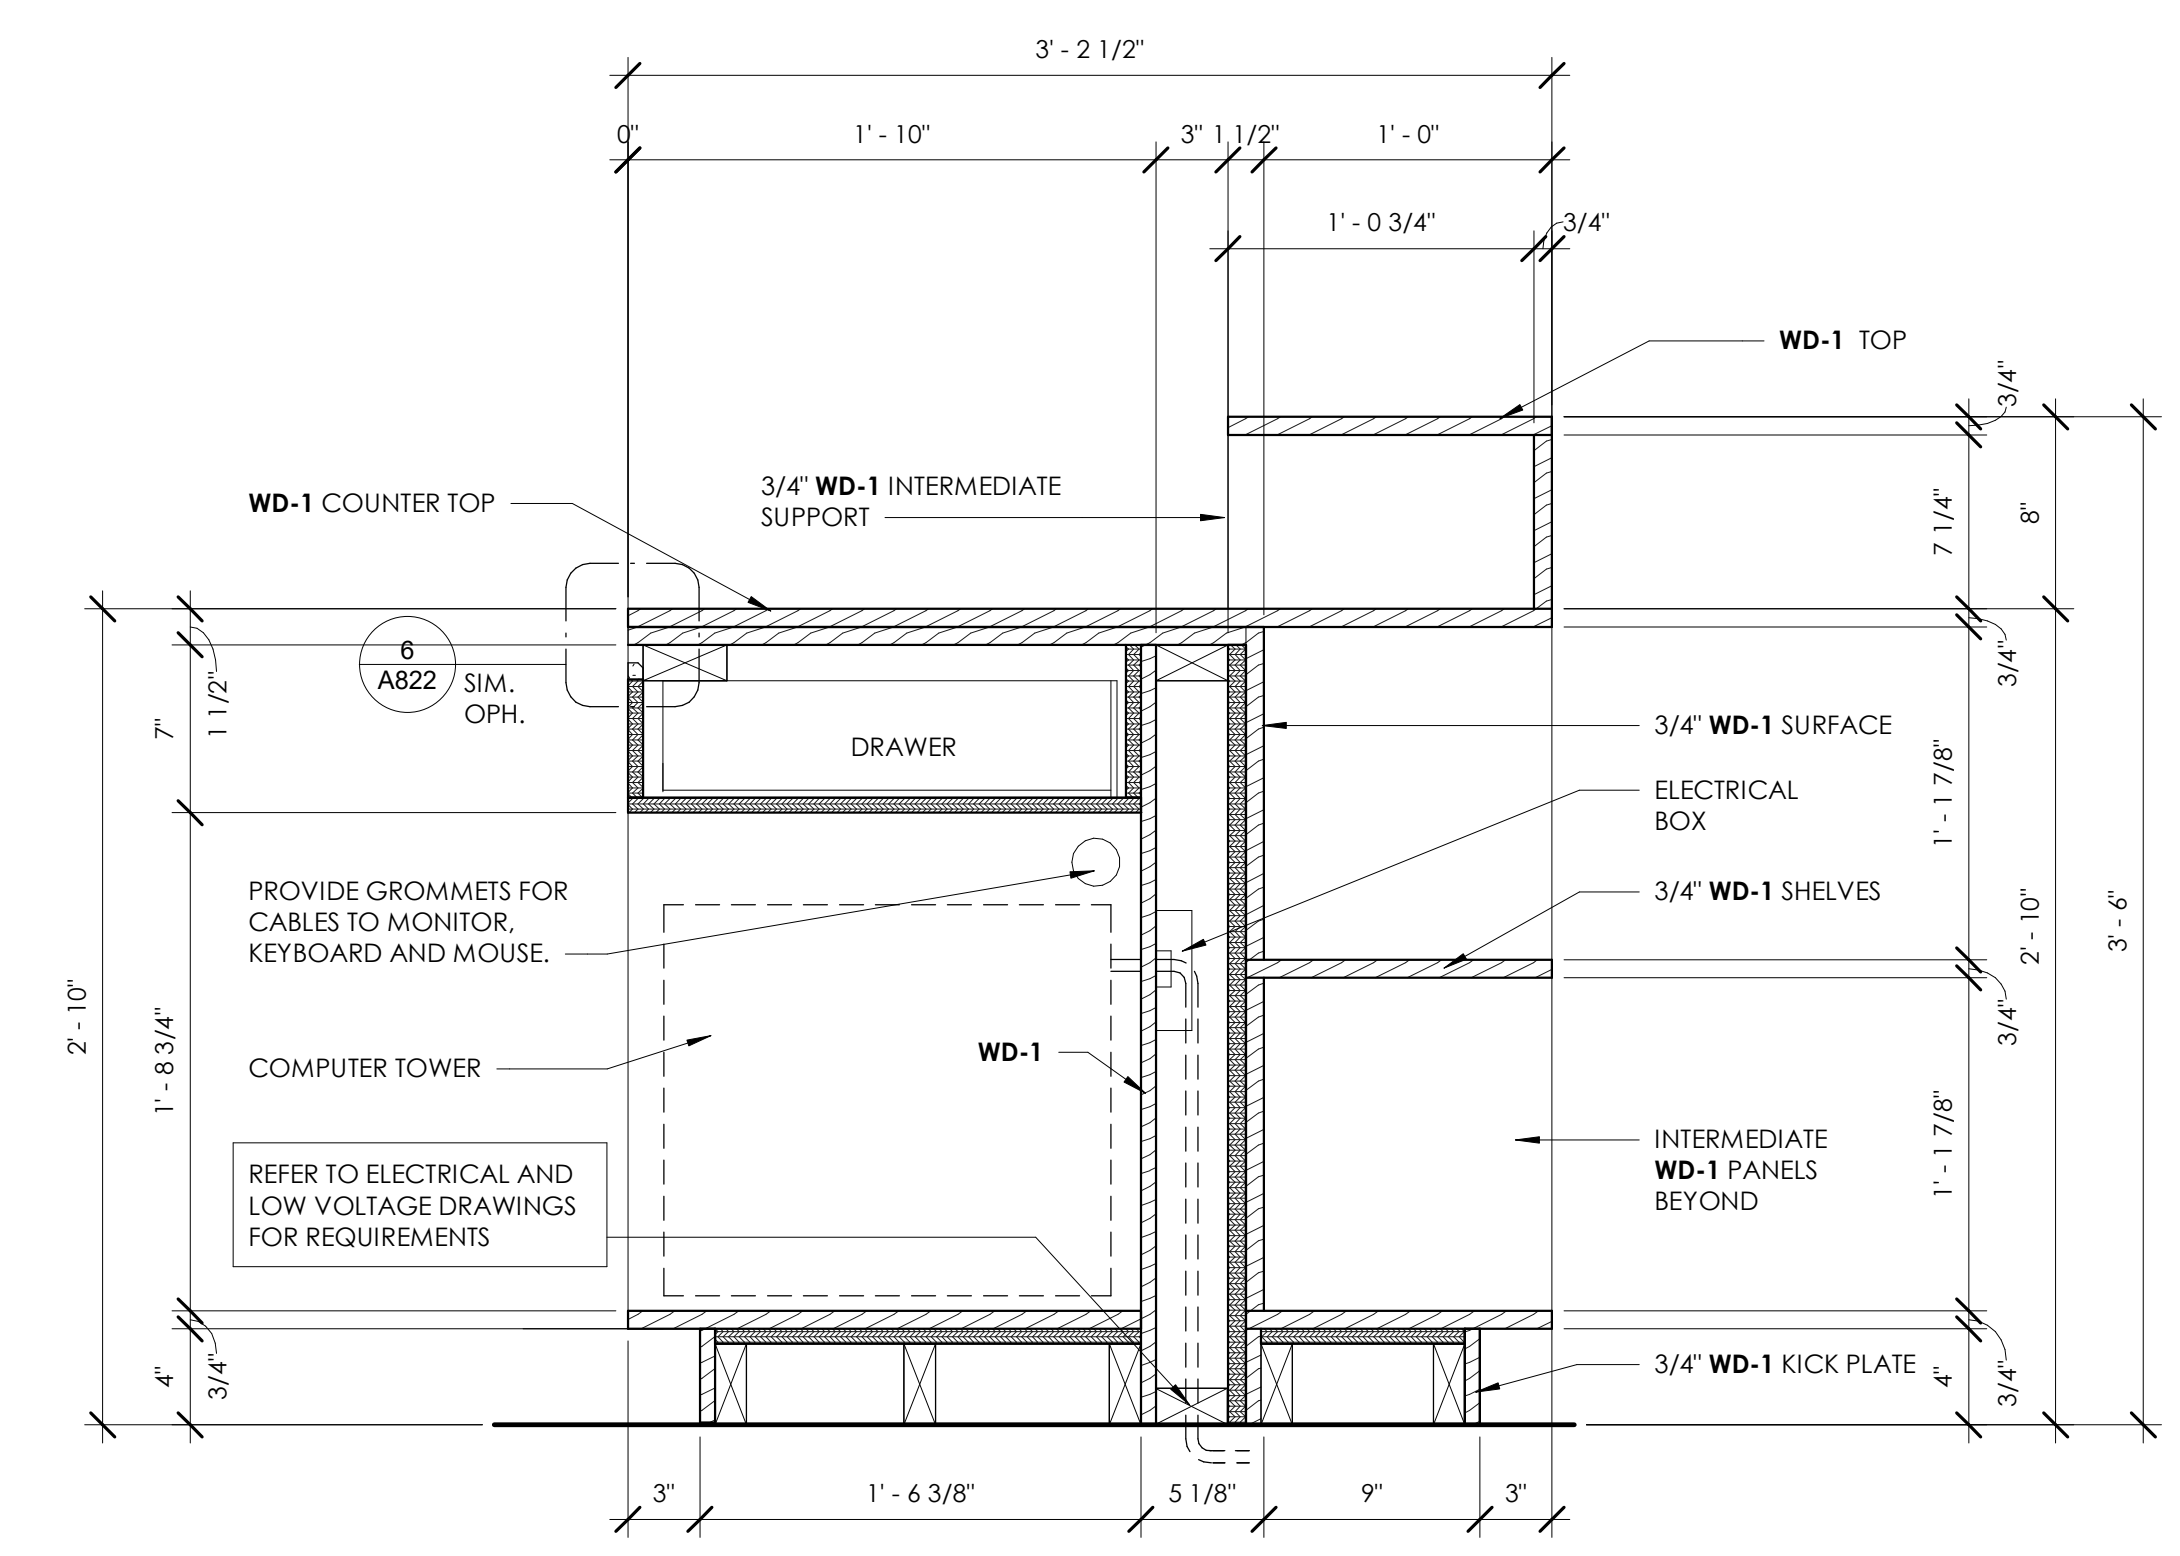 3' - 2 1/2"
0" 1' - 10" 3" 1 1/2" 1' - 0"
1' - 0 3/4" 3/4"
WD-1 TOP
3/4"
WD-1 COUNTER TOP
3/4" WD-1 INTERMEDIATE
SUPPORT
7 1/4"
8"
6
A822
SIM.
OPH.
1 1/2"
7"
DRAWER
3/4"
3/4" WD-1 SURFACE
ELECTRICAL
BOX
1' - 1 7/8"
PROVIDE GROMMETS FOR
CABLES TO MONITOR,
KEYBOARD AND MOUSE.
3/4" WD-1 SHELVES
2' - 10"
3' - 6"
2' - 10"
1' - 8 3/4"
COMPUTER TOWER
WD-1
3/4"
REFER TO ELECTRICAL AND
LOW VOLTAGE DRAWINGS
FOR REQUIREMENTS
INTERMEDIATE
WD-1 PANELS
BEYOND
1' - 1 7/8"
4"
3/4"
3/4" WD-1 KICK PLATE
4"
3/4"
3" 1' - 6 3/8" 5 1/8" 9" 3"